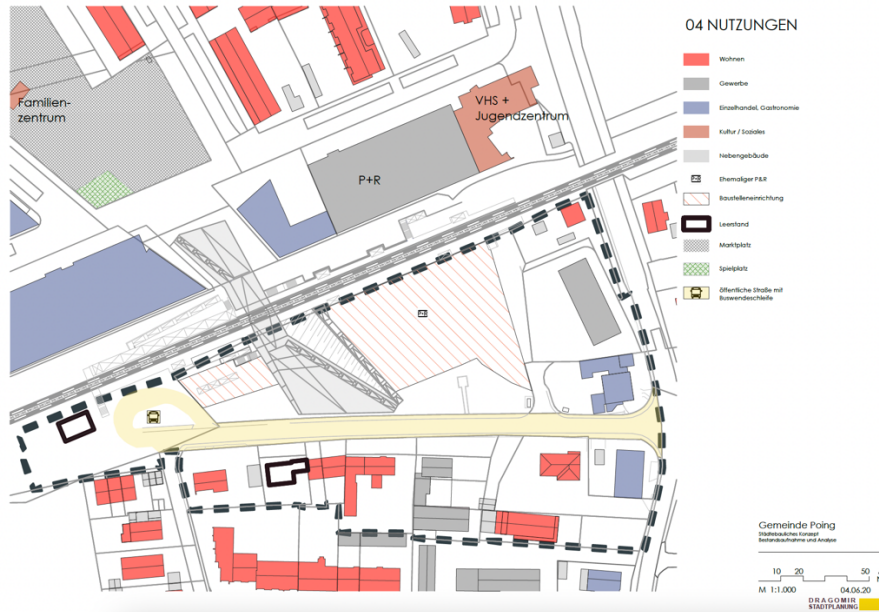 04 NUTZUNGEN
Wohnen
Gewerbe
Einzelhandel, Gastronomie
Kultur / Soziales
Nebengebäude
Ehemaliger P&R
Baustelleneinrichtung
Leerstand
Marktplatz
Spielplatz
öffentliche Straße mit
Buswendeschleife
Familien-
zentrum
VHS +
Jugendzentrum
P+R
Gemeinde Poing
Städtebauliches Konzept
Bestandsaufnahme und Analyse
10 20 50
M 1:1.000 04.06.20
DRAGOMIR
STADTPLANUNG